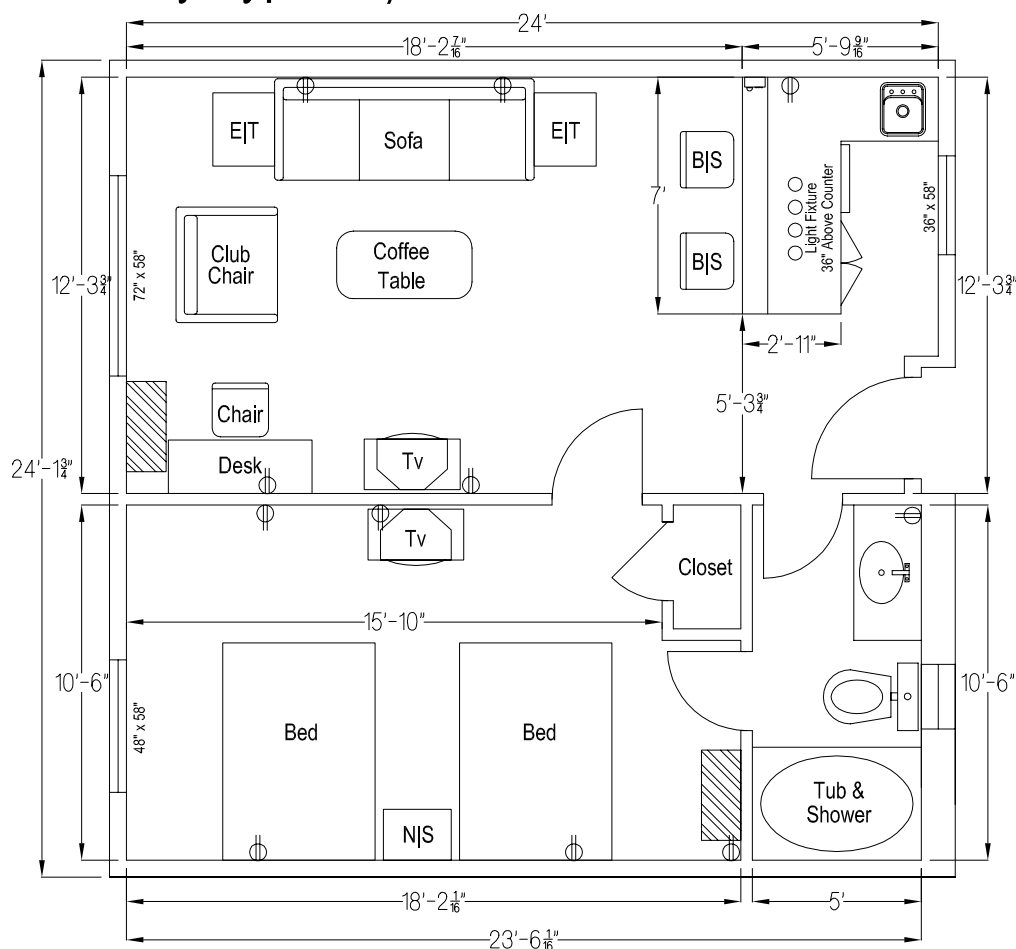 24'
18'-2 7/16"
5'-9 9/16"
E|T
Sofa
E|T
B|S
7'
Light Fixture
36" Above Counter
36" x 58"
Club
Chair
Coffee
Table
B|S
72" x 58"
12'-3 3/4"
12'-3 3/4"
2'-11"
5'-3 3/4"
Chair
Desk
Tv
24'-1 3/4"
Tv
Closet
15'-10"
10'-6"
10'-6"
48" x 58"
Bed
Bed
Tub &
Shower
N|S
18'-2 1/16"
5'
23'-6 1/16"